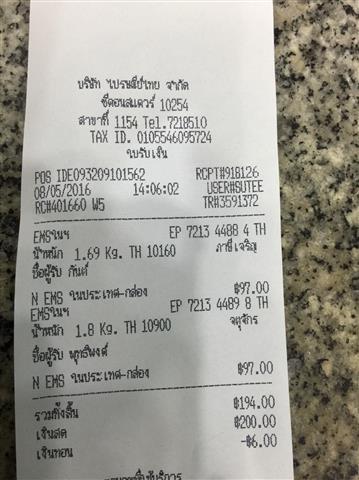 บริษัท ไปรษณีย์ไทย จำกัด
ซีคอนสแควร์ 10254
สาขาที่ 1154 Tel.7218510
TAX ID. 0105546095724
ใบรับเงิน
POS IDE093209101562 RCPT#918126
08/05/2016 14:06:02 USER#SUTEE
RC#401660 W5 TR#3591372
EMSในฯ EP 7213 4488 4 TH
น้ำหนัก 1.69 Kg. TH 10160 ภาษีเจริญ
ชื่อผู้รับ กันต์
N EMS ในประเทศ-กล่อง ฿97.00
EMSในฯ EP 7213 4489 8 TH
น้ำหนัก 1.8 Kg. TH 10900 จตุจักร
ชื่อผู้รับ พุทธิพงศ์
N EMS ในประเทศ-กล่อง ฿97.00
รวมทั้งสิ้น ฿194.00
เงินสด ฿200.00
เงินทอน -฿6.00